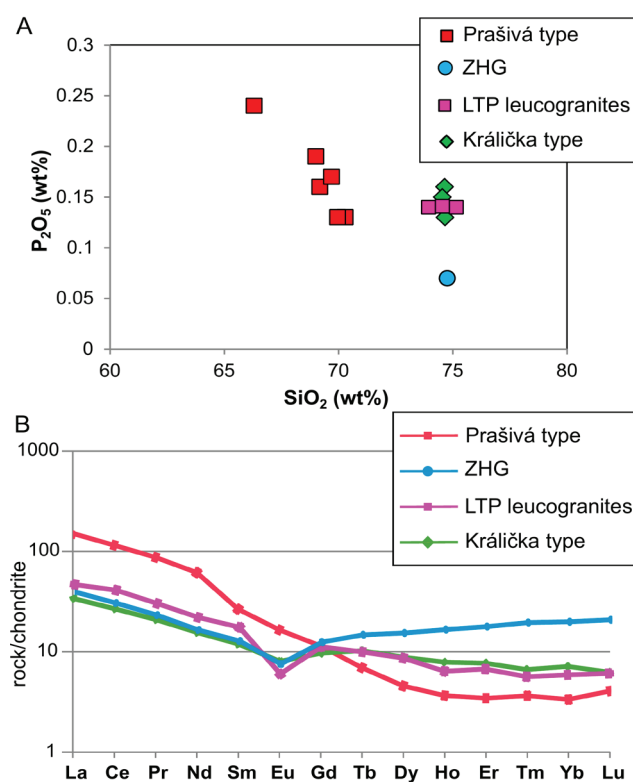 A
Prašivá type
ZHG
LTP leucogranites
Králička type
0.3
0.25
0.2
0.15
0.1
0.05
0
P₂O₅ (wt%)
60 65 70 75 80
SiO₂ (wt%)
B
Prašivá type
ZHG
LTP leucogranites
Králička type
1000
100
10
1
rock/chondrite
La Ce Pr Nd Sm Eu Gd Tb Dy Ho Er Tm Yb Lu